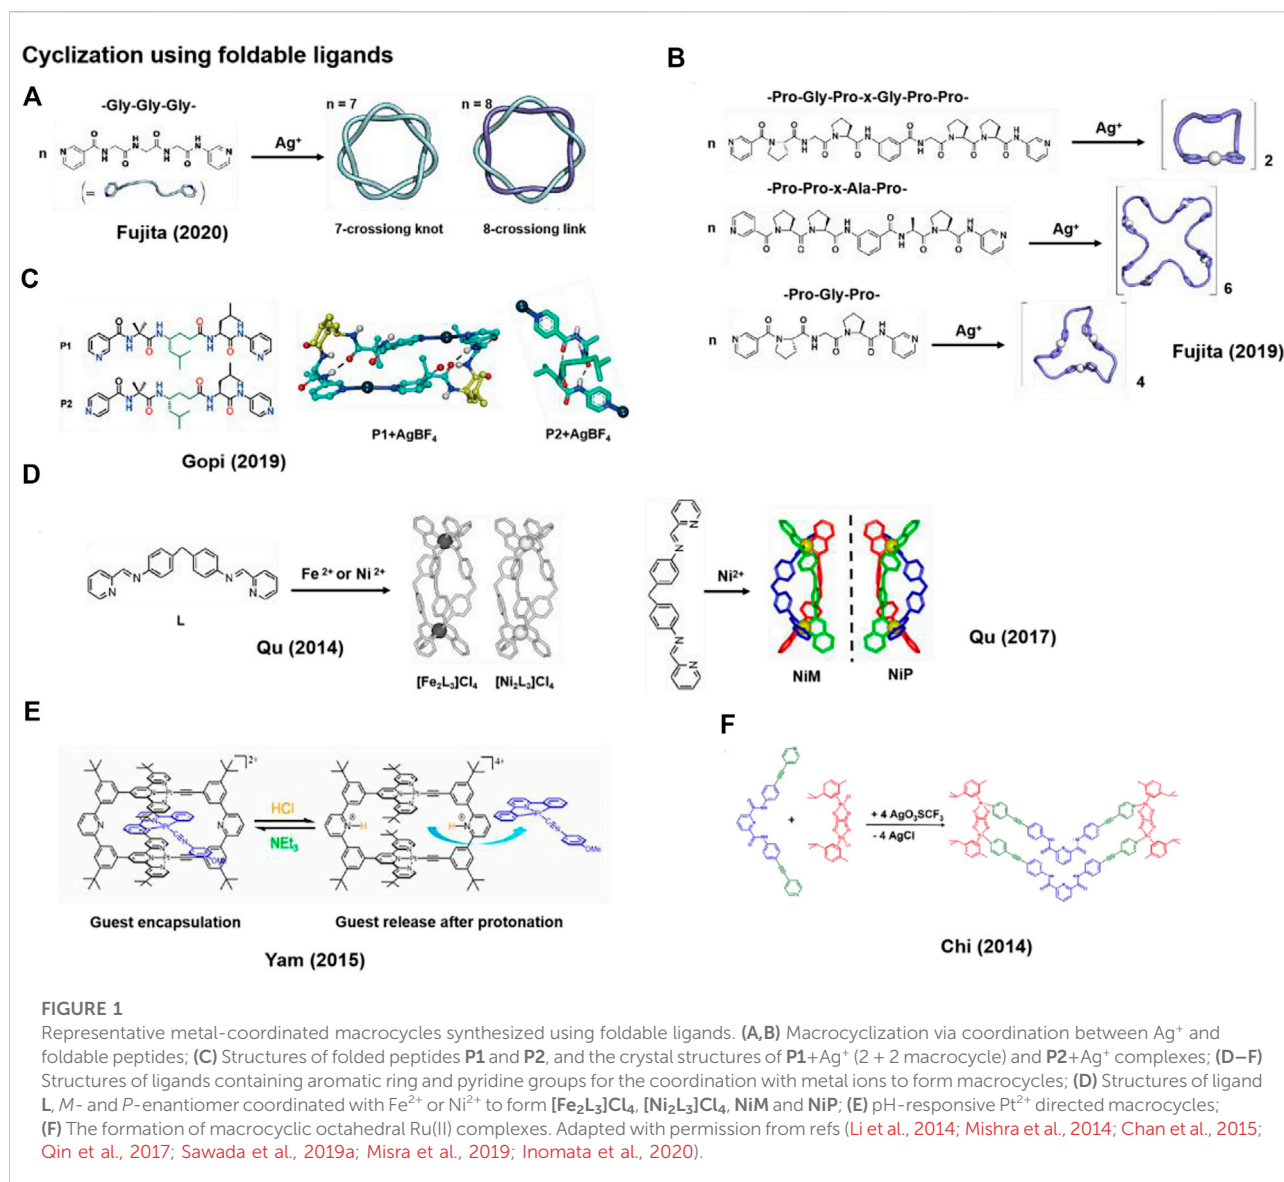 Cyclization using foldable ligands
A
-Gly-Gly-Gly-
n
Ag⁺
n = 7
n = 8
Fujita (2020)
7-crossiong knot
8-crossiong link
B
-Pro-Gly-Pro-x-Gly-Pro-Pro-
n
Ag⁺
2
-Pro-Pro-x-Ala-Pro-
n
Ag⁺
6
-Pro-Gly-Pro-
n
Ag⁺
4
Fujita (2019)
C
P1
P2
P1+AgBF₄
P2+AgBF₄
Gopi (2019)
D
L
Fe²⁺ or Ni²⁺
Qu (2014)
[Fe₂L₃]Cl₄
[Ni₂L₃]Cl₄
Ni²⁺
NiM
NiP
Qu (2017)
E
2+
HCl
NEt₃
4+
OMe
OMe
Guest encapsulation
Guest release after protonation
Yam (2015)
F
+
+ 4 AgO₃SCF₃
- 4 AgCl
Chi (2014)
FIGURE 1
Representative metal-coordinated macrocycles synthesized using foldable ligands. (A,B) Macrocyclization via coordination between Ag⁺ and
foldable peptides; (C) Structures of folded peptides P1 and P2, and the crystal structures of P1+Ag⁺ (2 + 2 macrocycle) and P2+Ag⁺ complexes; (D–F)
Structures of ligands containing aromatic ring and pyridine groups for the coordination with metal ions to form macrocycles; (D) Structures of ligand
L, M- and P-enantiomer coordinated with Fe²⁺ or Ni²⁺ to form [Fe₂L₃]Cl₄, [Ni₂L₃]Cl₄, NiM and NiP; (E) pH-responsive Pt²⁺ directed macrocycles;
(F) The formation of macrocyclic octahedral Ru(II) complexes. Adapted with permission from refs (Li et al., 2014; Mishra et al., 2014; Chan et al., 2015;
Qin et al., 2017; Sawada et al., 2019a; Misra et al., 2019; Inomata et al., 2020).